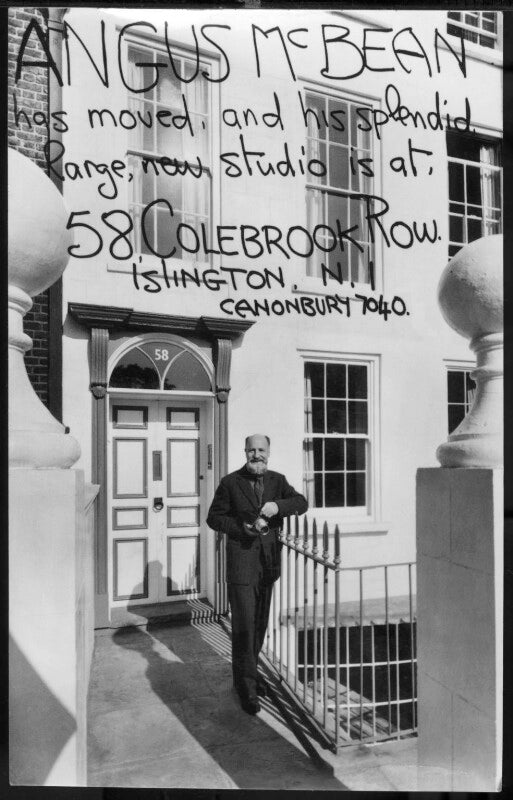 ANGUS McBEAN
has moved. and his splendid.
large, new studio is at,
58, COLEBROOK ROW.
ISLINGTON. N.1
CANONBURY 7040.
58